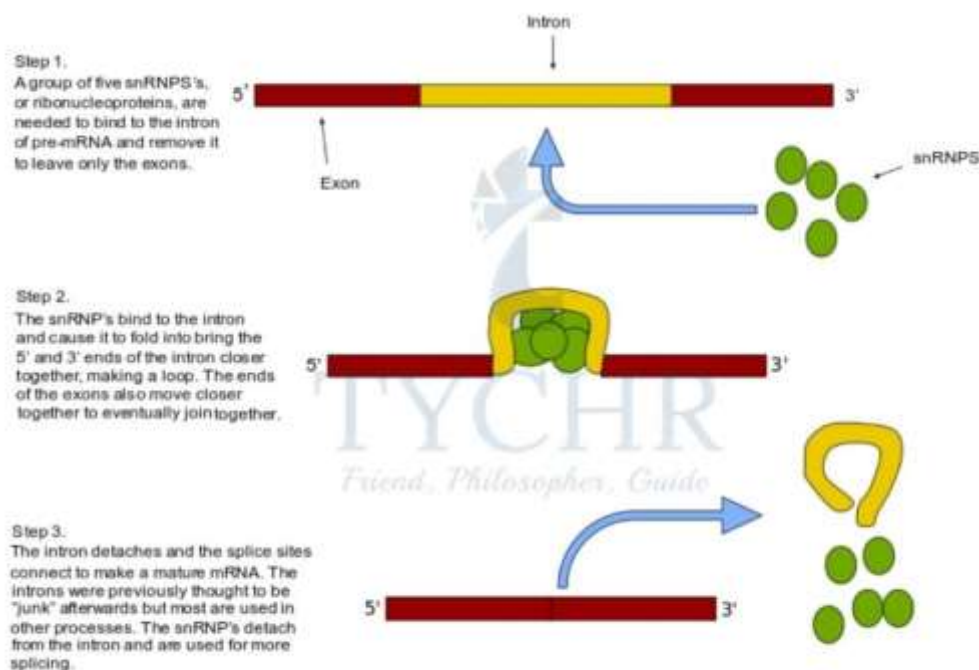 Intron
Step 1.
A group of five snRNPS's,
or ribonucleoproteins, are
needed to bind to the intron
of pre-mRNA and remove it
to leave only the exons.
5'
3'
Exon
snRNPS
Step 2.
The snRNP's bind to the intron
and cause it to fold into bring the
5' and 3' ends of the intron closer
together, making a loop. The ends
of the exons also move closer
together to eventually join together.
5'
3'
TYCHR
Friend, Philosopher, Guide
Step 3.
The intron detaches and the splice sites
connect to make a mature mRNA. The
introns were previously thought to be
"junk" afterwards but most are used in
other processes. The snRNP's detach
from the intron and are used for more
splicing.
5'
3'